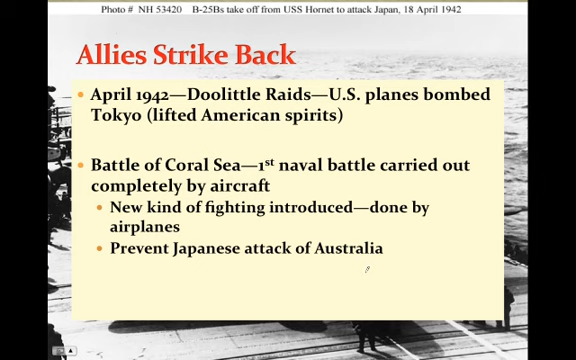 Photo # NH 53420 B-25Bs take off from USS Hornet to attack Japan, 18 April 1942
Allies Strike Back
• April 1942—Doolittle Raids—U.S. planes bombed
Tokyo (lifted American spirits)
• Battle of Coral Sea—1st naval battle carried out
completely by aircraft
• New kind of fighting introduced—done by
airplanes
• Prevent Japanese attack of Australia